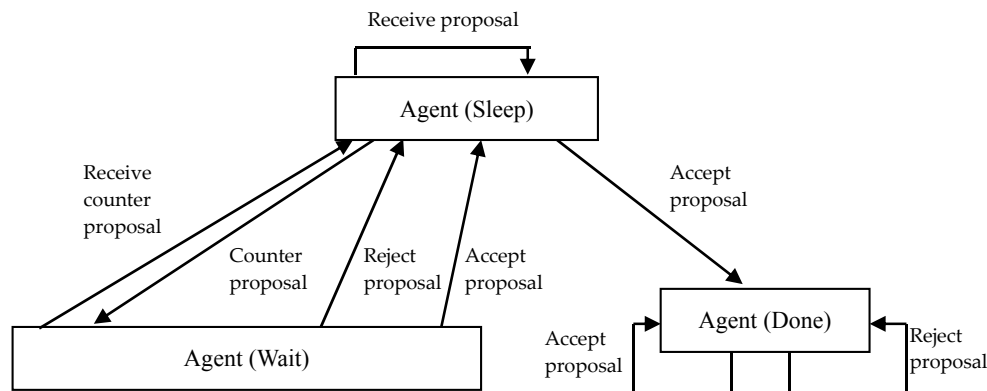 Receive proposal
Agent (Sleep)
Receive
counter
proposal
Accept
proposal
Counter
proposal
Reject
proposal
Accept
proposal
Agent (Done)
Agent (Wait)
Accept
proposal
Reject
proposal